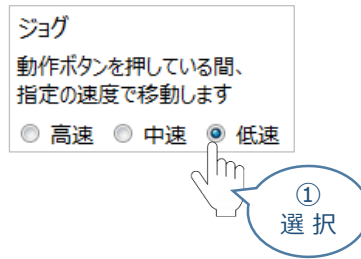 ジョグ
動作ボタンを押している間、
指定の速度で移動します
高速 中速 低速
①
選 択